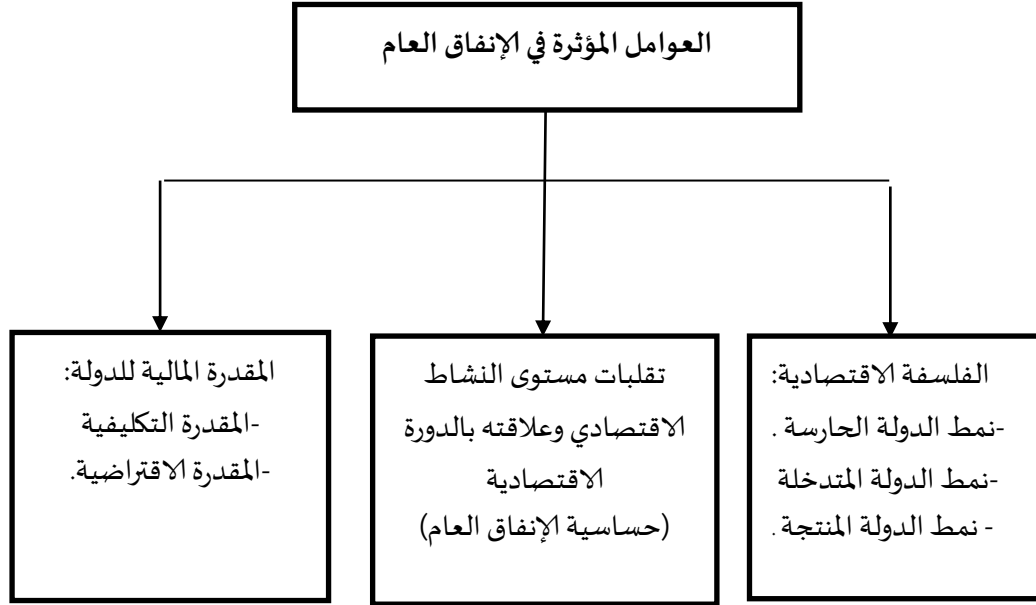 العوامل المؤثرة في الإنفاق العام
الفلسفة الاقتصادية:
-نمط الدولة الحارسة .
-نمط الدولة المتدخلة
- نمط الدولة المنتجة .
تقلبات مستوى النشاط
الاقتصادي وعلاقته بالدورة
الاقتصادية
(حساسية الإنفاق العام)
المقدرة المالية للدولة:
-المقدرة التكليفية
-المقدرة الاقتراضية.